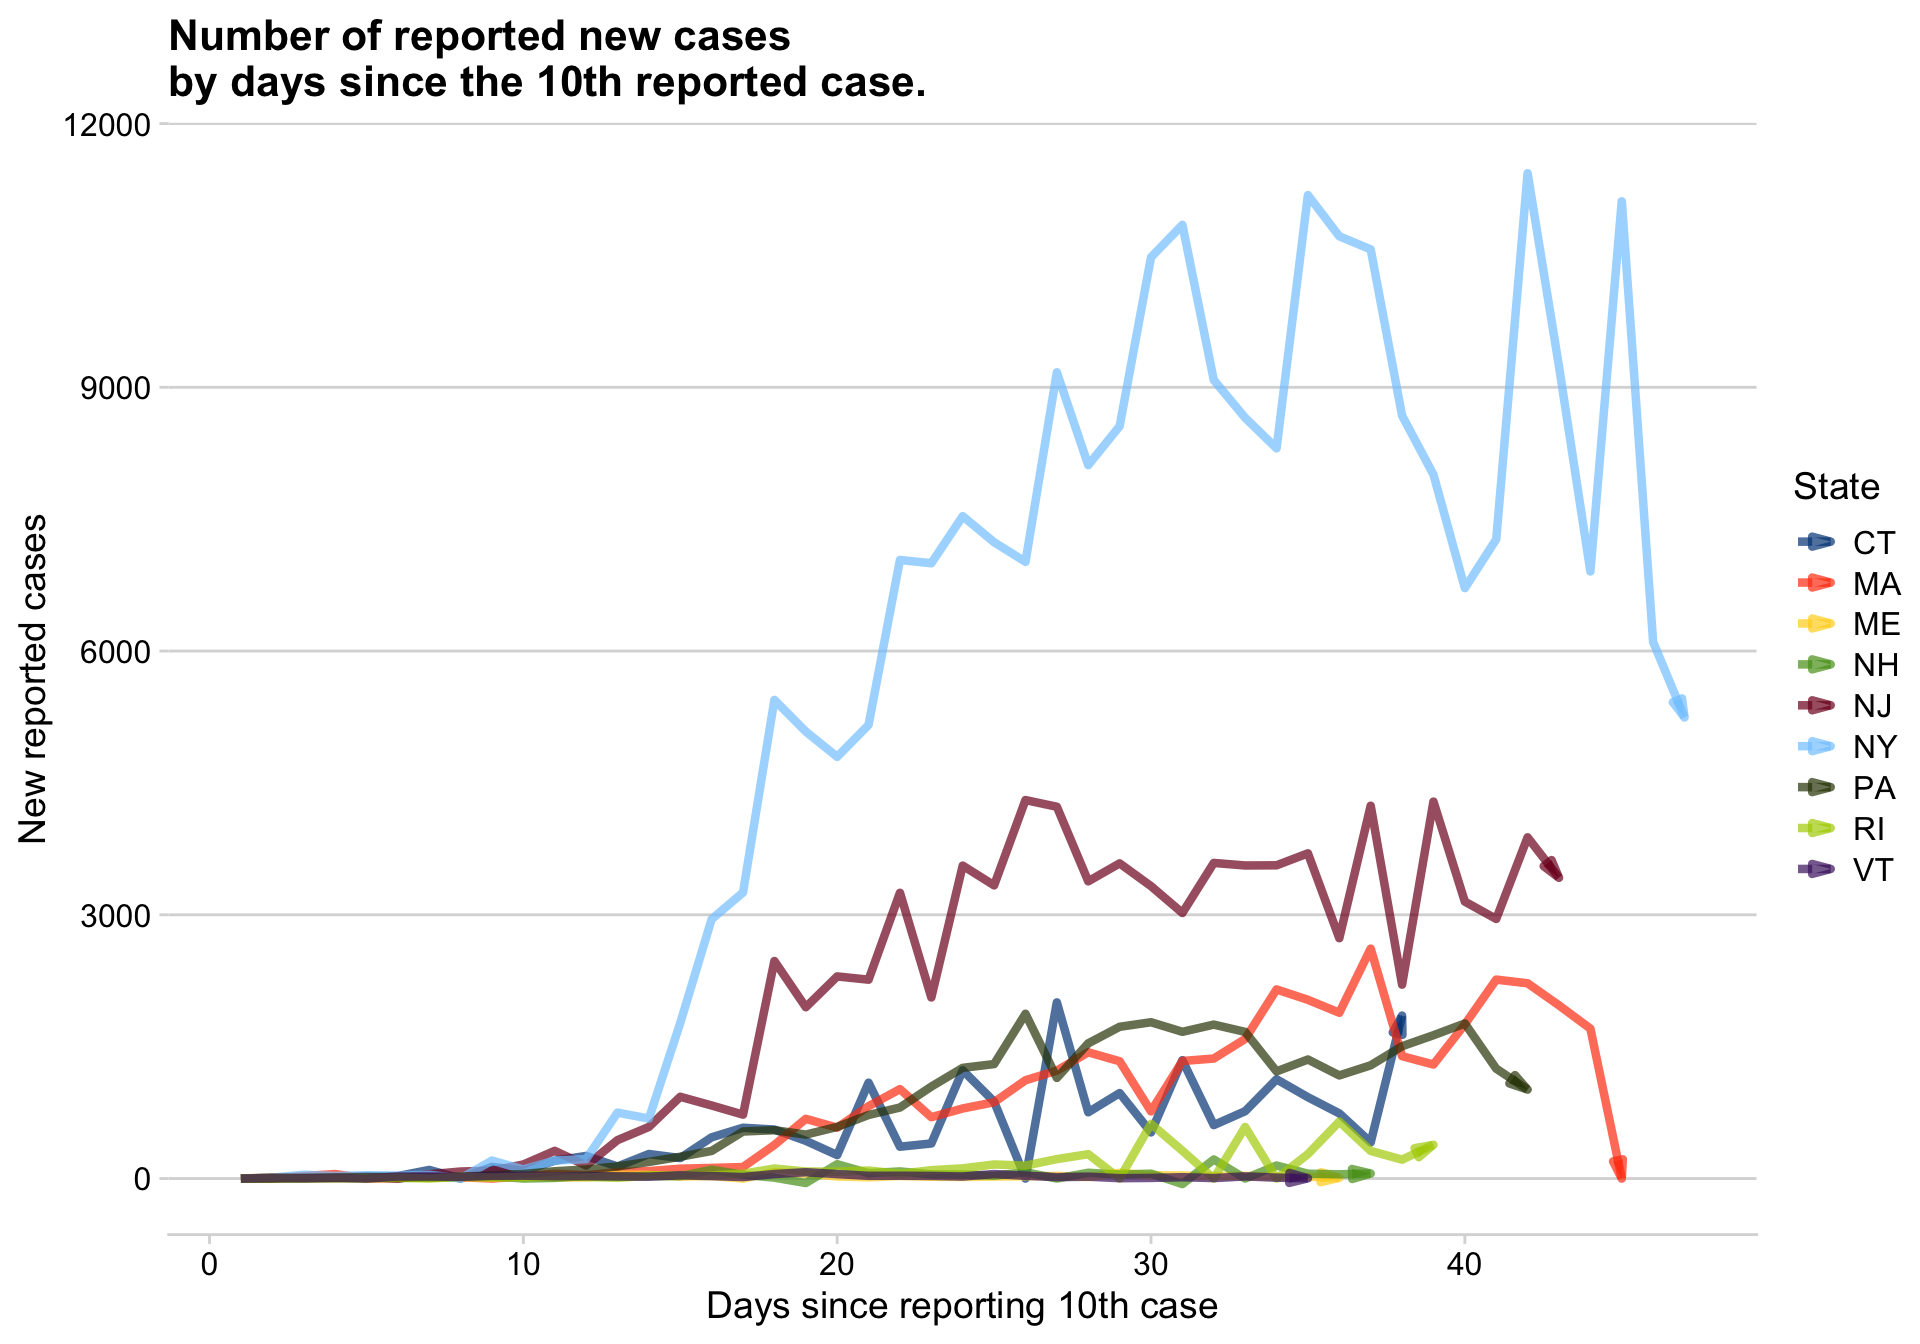 Number of reported new cases
by days since the 10th reported case.
12000
9000
6000
3000
0
New reported cases
0 10 20 30 40
Days since reporting 10th case
State
CT
MA
ME
NH
NJ
NY
PA
RI
VT